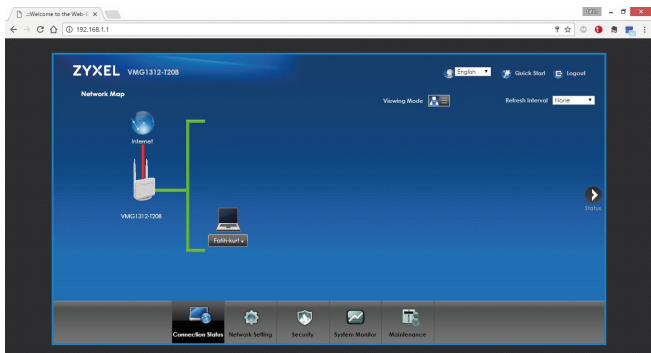 .::Welcome to the Web-
192.168.1.1
ZYXEL VMG1312-T20B
English
Quick Start
Logout
Network Map
Viewing Mode
Refresh Interval
None
Internet
VMG1312-T20B
Fatih-kurt
Status
Connection Status
Network Setting
Security
System Monitor
Maintenance